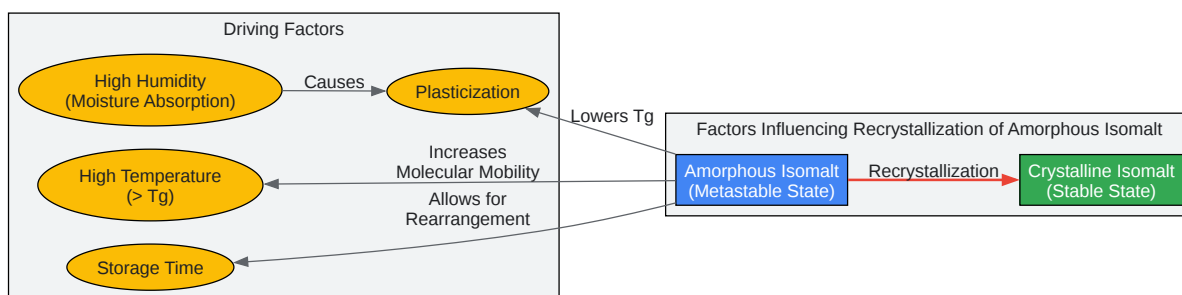 Driving Factors
High Humidity
(Moisture Absorption)
Causes
Plasticization
Lowers Tg
Factors Influencing Recrystallization of Amorphous Isomalt
High Temperature
(> Tg)
Increases
Molecular Mobility
Amorphous Isomalt
(Metastable State)
Recrystallization
Crystalline Isomalt
(Stable State)
Allows for
Rearrangement
Storage Time